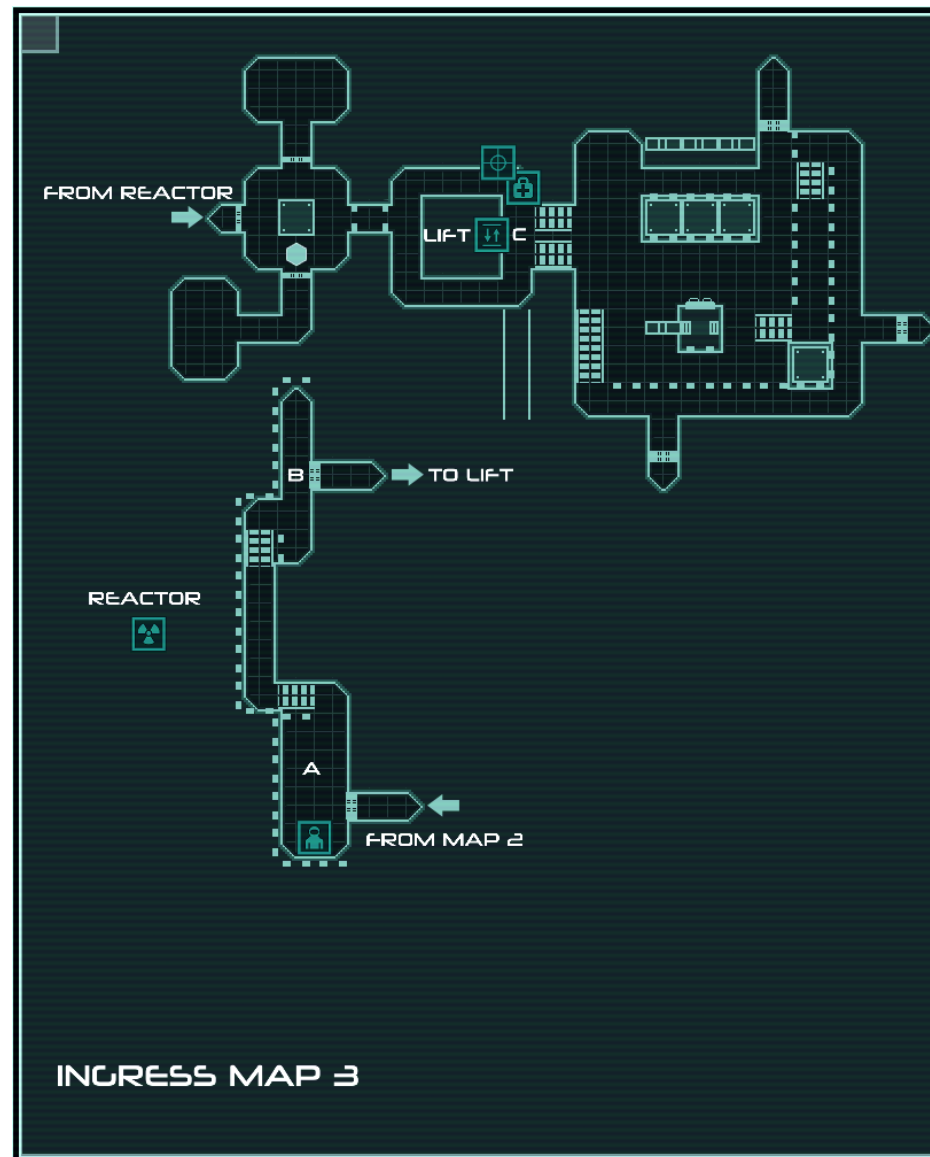 FROM REACTOR
LIFT
C
B
TO LIFT
REACTOR
A
FROM MAP 2
INGRESS MAP 3